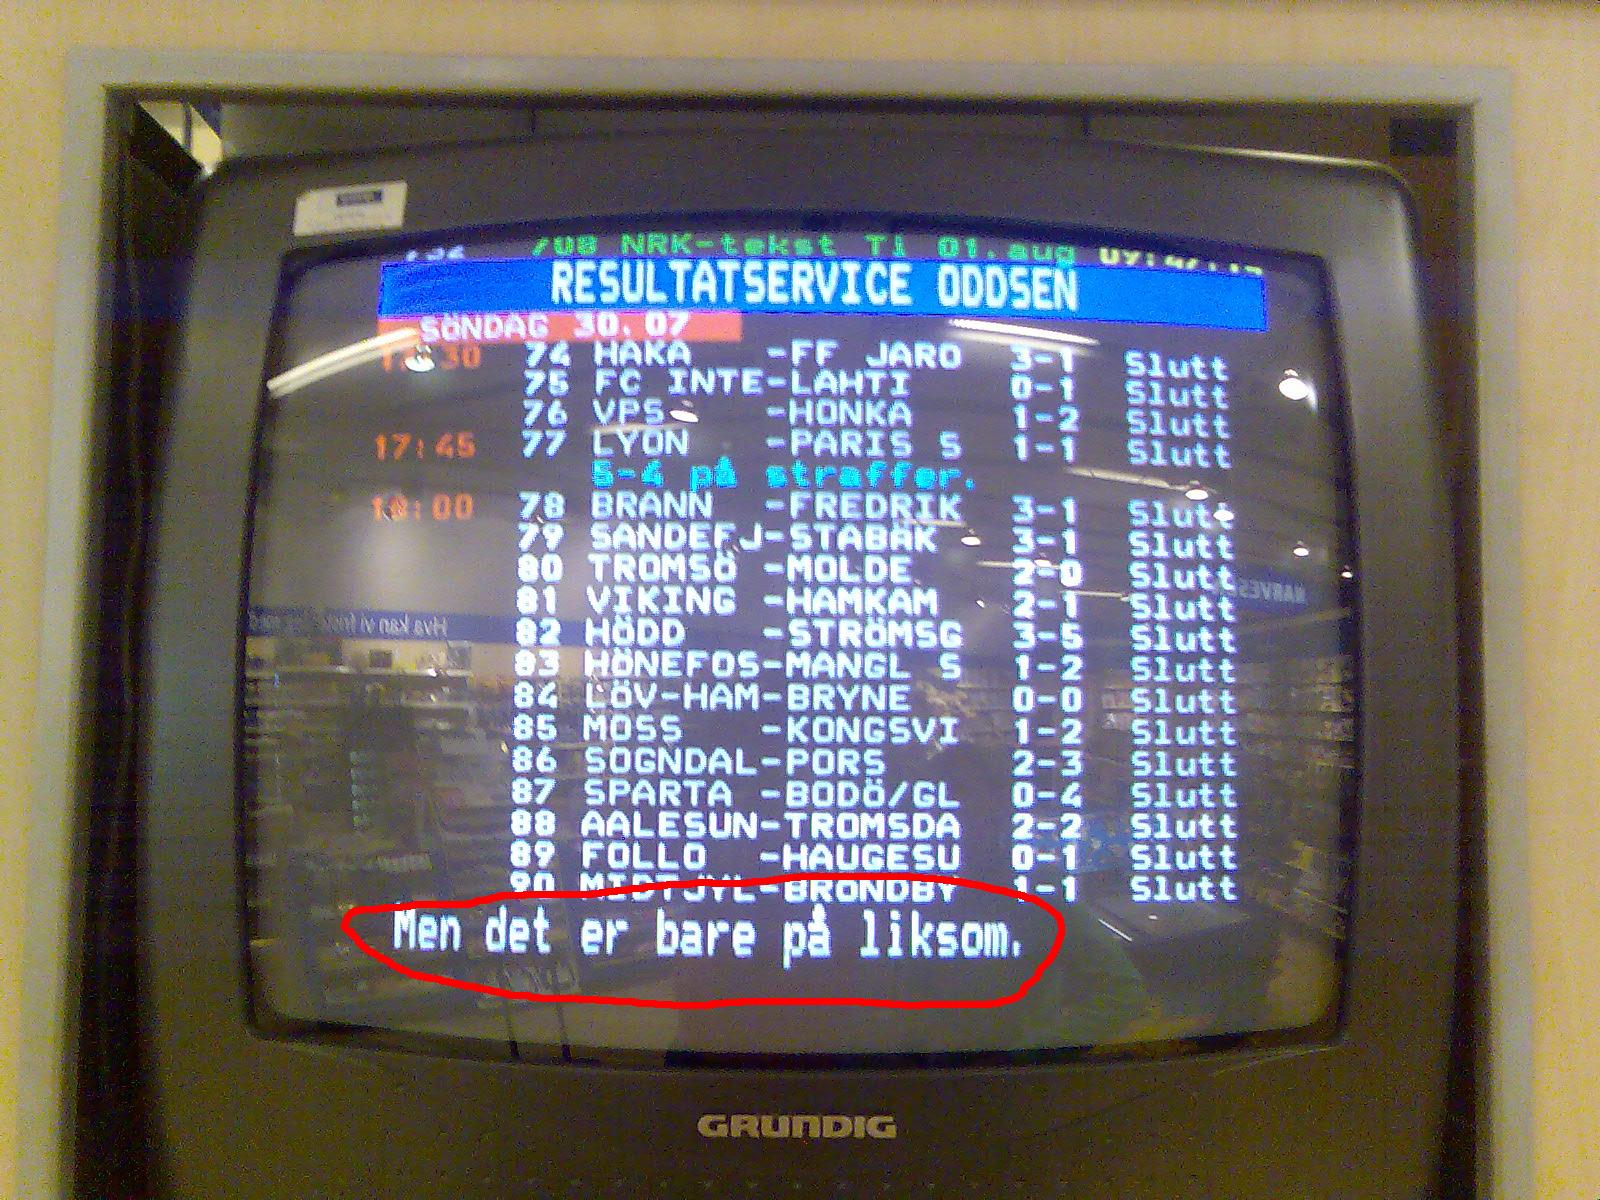 708 NRK-tekst Ti 01.aug
RESULTATSERVICE ODDSEN
SÖNDAG 30.07
74 HAKA -FF JARO 3-1 Slutt
75 FC INTE-LAHTI 0-1 Slutt
76 VPS -HONKA 1-2 Slutt
17:45 77 LYON -PARIS S 1-1 Slutt
5-4 på straffer.
18:00 78 BRANN -FREDRIK 3-1 Slutt
79 SANDEFJ-STABÄK 3-1 Slutt
80 TROMSÖ -MOLDE 2-0 Slutt
81 VIKING -HAMKAM 2-1 Slutt
82 HÖDD -STRÖMSG 3-5 Slutt
83 HÖNEFOS-MANGL S 1-2 Slutt
84 LÖV-HAM-BRYNE 0-0 Slutt
85 MOSS -KONGSVI 1-2 Slutt
86 SOGNDAL-PORS 2-3 Slutt
87 SPARTA -BODÖ/GL 0-4 Slutt
88 AALESUN-TROMSDA 2-2 Slutt
89 FOLLO -HAUGESU 0-1 Slutt
90 MIDTJYL-BRÖNDBY 1-1 Slutt
Men det er bare på liksom.
GRUNDIG